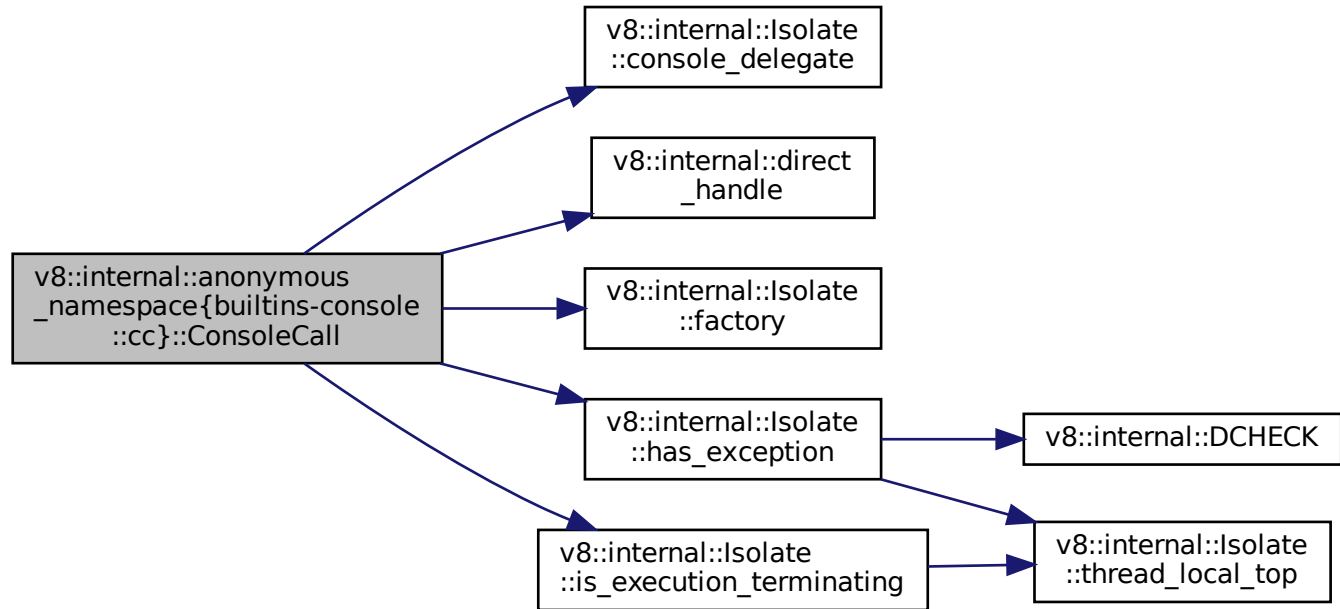 v8::internal::Isolate
::console_delegate
v8::internal::direct
_handle
v8::internal::anonymous
_namespace{builtins-console
::cc}::ConsoleCall
v8::internal::Isolate
::factory
v8::internal::Isolate
::has_exception
v8::internal::DCHECK
v8::internal::Isolate
::is_execution_terminating
v8::internal::Isolate
::thread_local_top